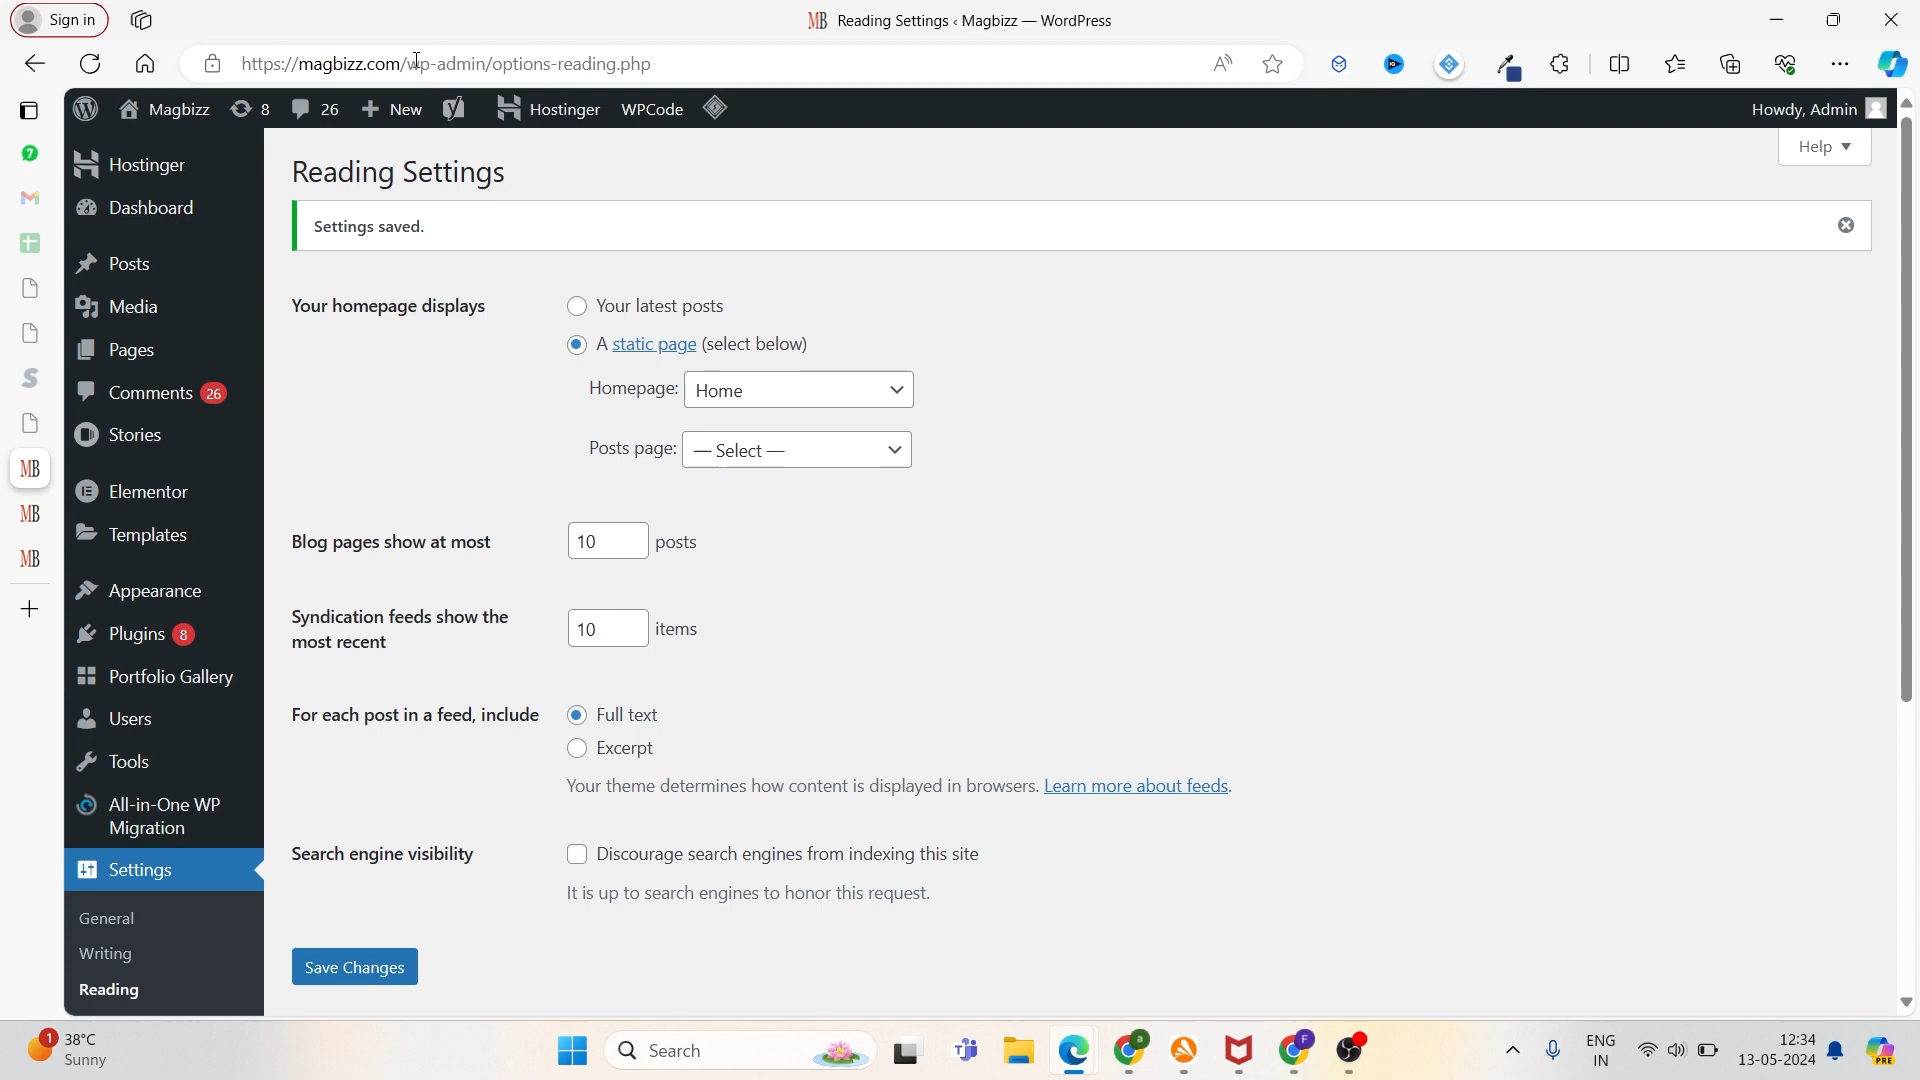 Sign in
MB Reading Settings ‹ Magbizz — WordPress
https://magbizz.com/wp-admin/options-reading.php
Magbizz 8 26 New Hostinger WPCode
Howdy, Admin
Help
Hostinger
Dashboard
Posts
Media
Pages
Comments 26
Stories
Elementor
Templates
Appearance
Plugins 8
Portfolio Gallery
Users
Tools
All-in-One WP
Migration
Settings
General
Writing
Reading
7
MB
MB
MB
Reading Settings
Settings saved.
Your homepage displays
Your latest posts
A static page (select below)
Homepage: Home
Posts page: — Select —
Blog pages show at most 10 posts
Syndication feeds show the
most recent
10 items
For each post in a feed, include
Full text
Excerpt
Your theme determines how content is displayed in browsers. Learn more about feeds.
Search engine visibility
Discourage search engines from indexing this site
It is up to search engines to honor this request.
Save Changes
1
38°C
Sunny
Search
a
F
ENG
IN
12:34
13-05-2024
PRE